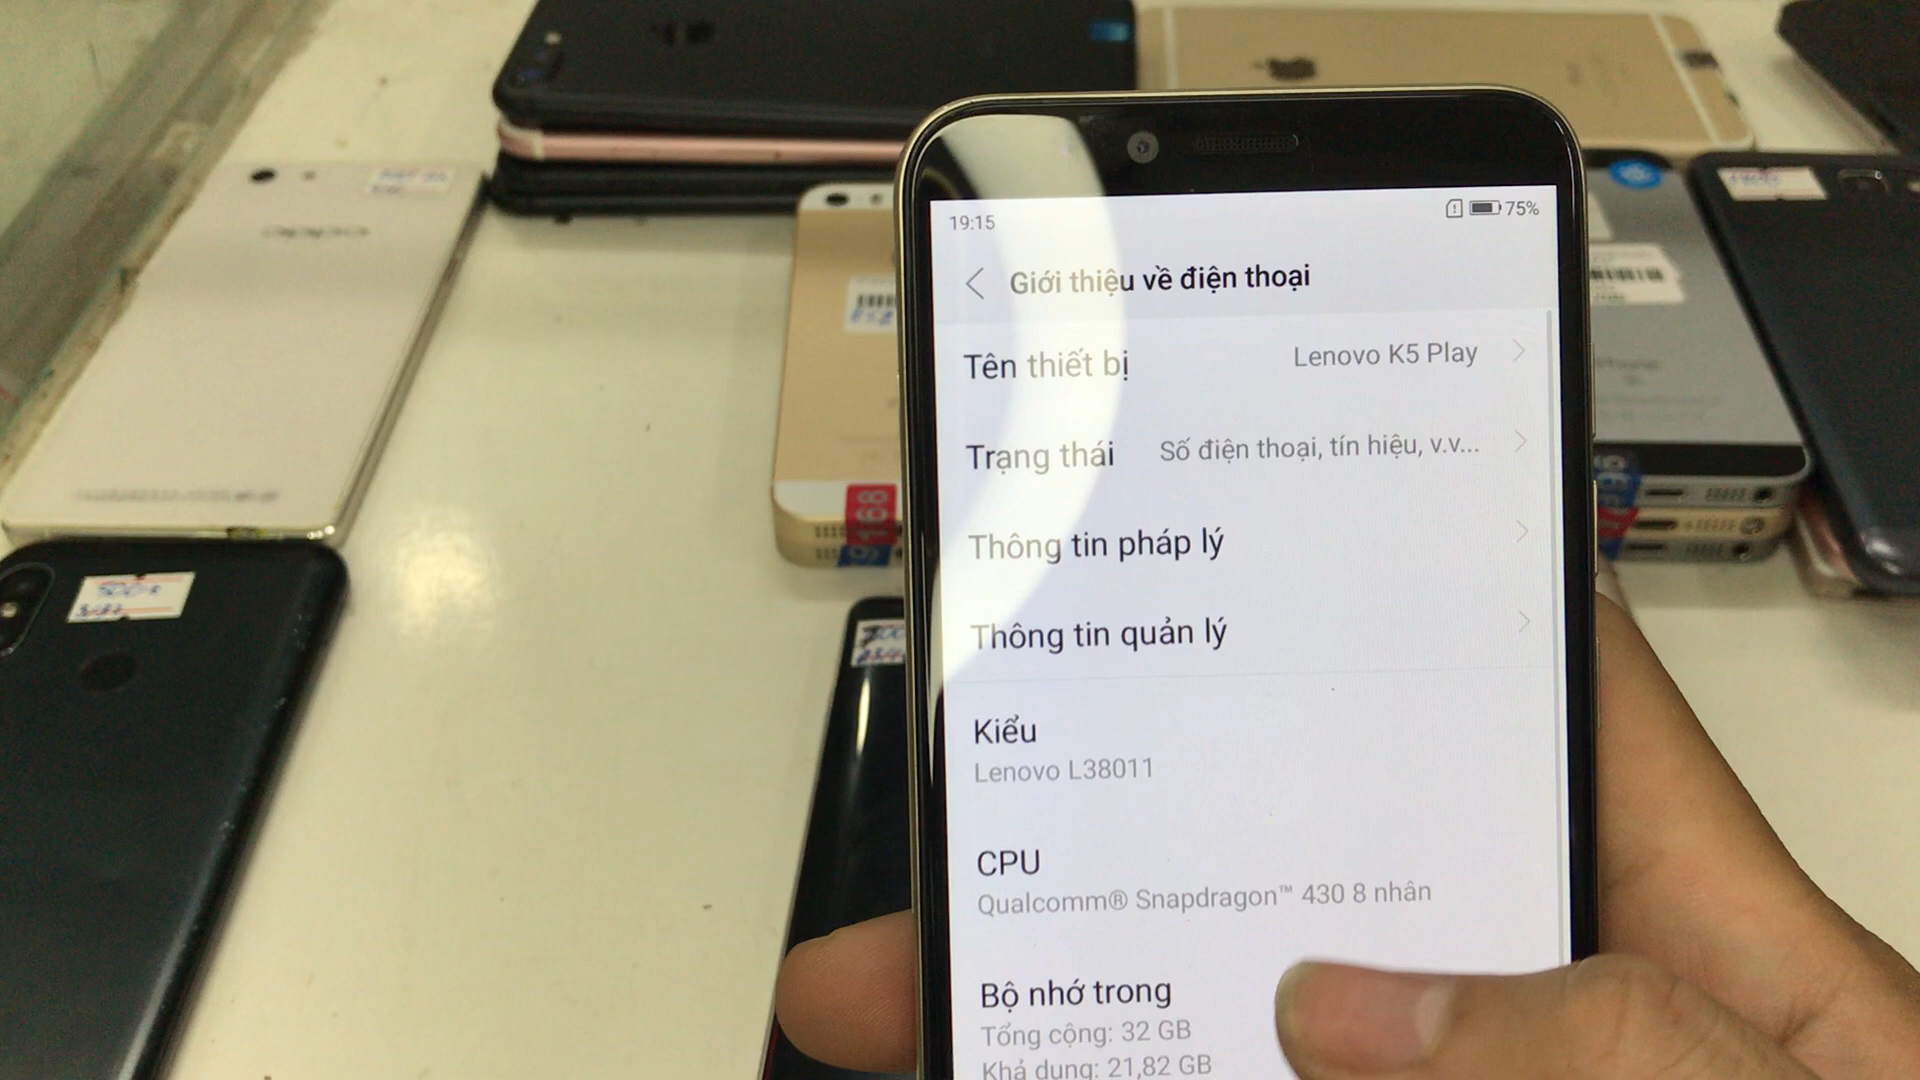 19:15
75%
Giới thiệu về điện thoại
Tên thiết bị
Lenovo K5 Play
Trạng thái
Số điện thoại, tín hiệu, v.v...
Thông tin pháp lý
Thông tin quản lý
Kiểu
Lenovo L38011
CPU
Qualcomm® Snapdragon™ 430 8 nhân
Bộ nhớ trong
Tổng cộng: 32 GB
Khả dụng: 21,82 GB
oppo
9168